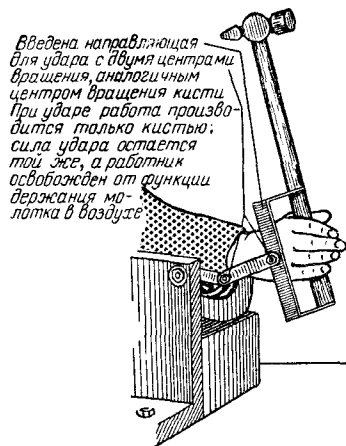 Введена направляющая
для удара с двумя центрами
вращения, аналогичным
центром вращения кисти
При ударе работа произво-
дится только кистью;
сила удара остается
той же, а работник
освобожден от функции
держания мо-
лотка в воздухе